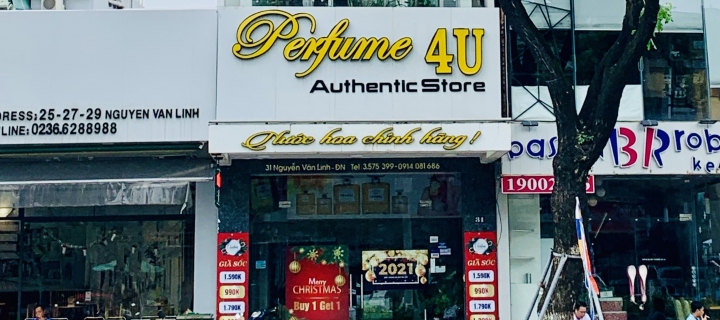 Perfume 4U
Authentic Store
Nước hoa chính hãng !
31 Nguyễn Văn Linh - ĐN Tel 3.575 399 - 0914 081 686
DRESS: 25-27-29 NGUYEN VAN LINH
LINE: 0236.6288988
BR
1900
31
GIÁ SỐC
1.590K
990K
1.790K
Merry
CHRISTMAS
Buy 1 Get 1
2021
GIÁ SỐC
1.590K
990K
1.790K